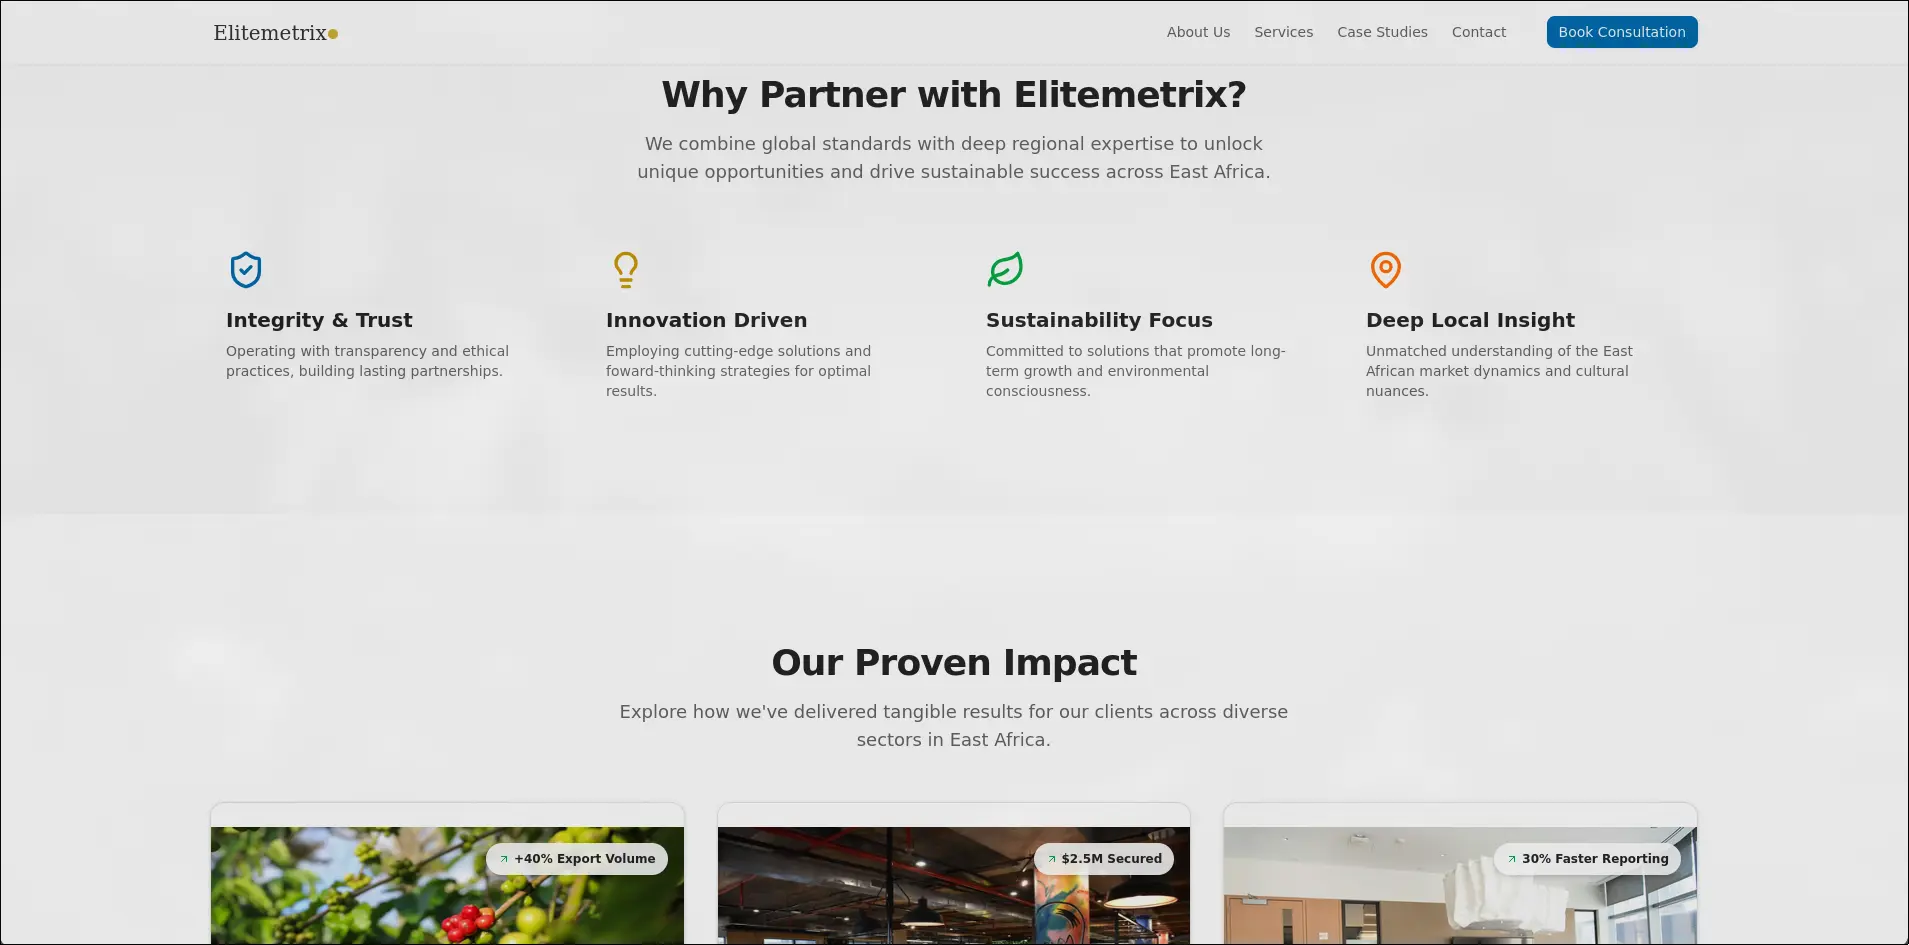 Elitemetrix
About Us
Services
Case Studies
Contact
Book Consultation
Why Partner with Elitemetrix?
We combine global standards with deep regional expertise to unlock
unique opportunities and drive sustainable success across East Africa.
Integrity & Trust
Operating with transparency and ethical
practices, building lasting partnerships.
Innovation Driven
Employing cutting-edge solutions and
foward-thinking strategies for optimal
results.
Sustainability Focus
Committed to solutions that promote long-
term growth and environmental
consciousness.
Deep Local Insight
Unmatched understanding of the East
African market dynamics and cultural
nuances.
Our Proven Impact
Explore how we've delivered tangible results for our clients across diverse
sectors in East Africa.
+40% Export Volume
$2.5M Secured
30% Faster Reporting